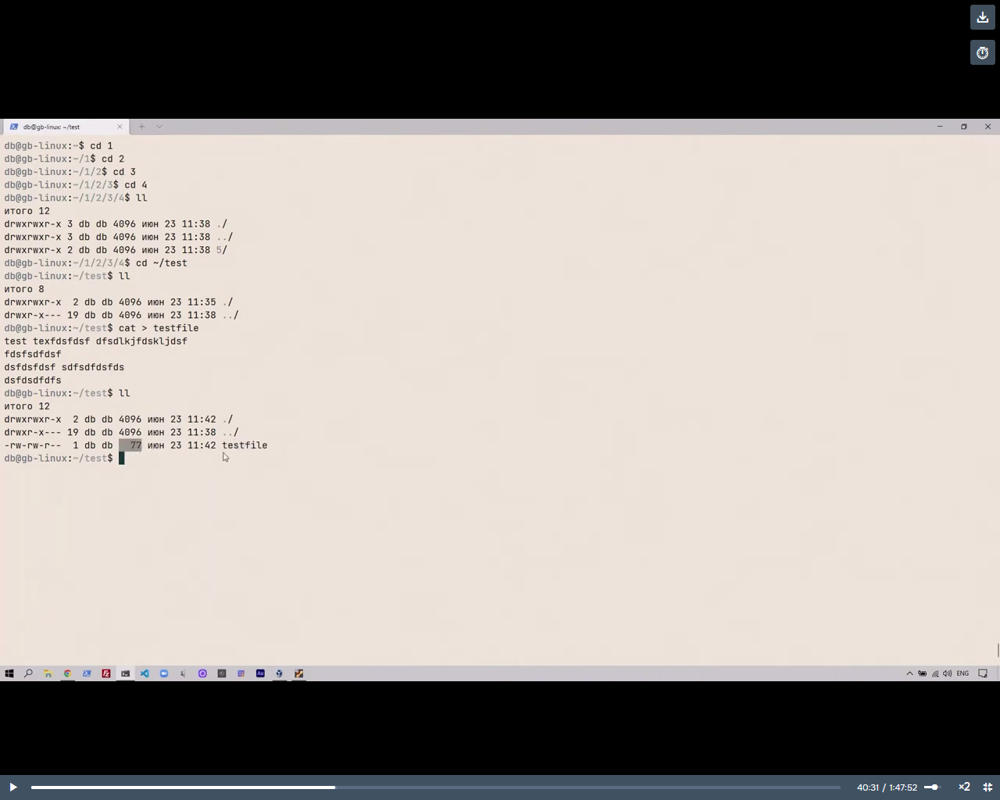 db@gb-linux: ~/test
db@gb-linux:~$ cd 1
db@gb-linux:~/1$ cd 2
db@gb-linux:~/1/2$ cd 3
db@gb-linux:~/1/2/3$ cd 4
db@gb-linux:~/1/2/3/4$ ll
итого 12
drwxrwxr-x 3 db db 4096 июн 23 11:38 ./
drwxrwxr-x 3 db db 4096 июн 23 11:38 ../
drwxrwxr-x 2 db db 4096 июн 23 11:38 5/
db@gb-linux:~/1/2/3/4$ cd ~/test
db@gb-linux:~/test$ ll
итого 8
drwxrwxr-x  2 db db 4096 июн 23 11:35 ./
drwxr-x--- 19 db db 4096 июн 23 11:38 ../
db@gb-linux:~/test$ cat > testfile
test texfdsfdsf dfsdlkjfdskljdsf
fdsfsdfdsf
dsfdsfdsf sdfsdfdsfds
dsfdsdfdfs
db@gb-linux:~/test$ ll
итого 12
drwxrwxr-x  2 db db 4096 июн 23 11:42 ./
drwxr-x--- 19 db db 4096 июн 23 11:38 ../
-rw-rw-r--  1 db db   77 июн 23 11:42 testfile
db@gb-linux:~/test$
Fz
Au
ENG
40:31 / 1:47:52
×2